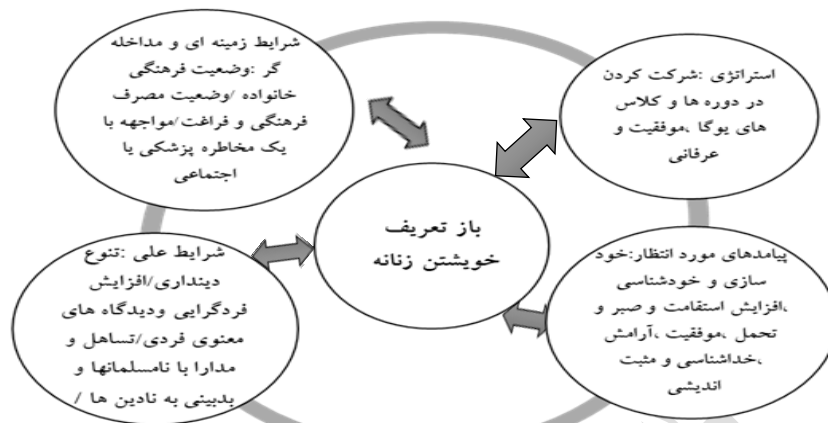 شرایط زمینه ای و مداخله
گر :وضعیت فرهنگی
خانواده /وضعیت مصرف
فرهنگی و فراغت/مواجهه با
یک مخاطره پزشکی یا
اجتماعی
استراتژی :شرکت کردن
در دوره ها و کلاس
های یوگا ،موفقیت و
عرفانی
باز تعریف
خویشتن زنانه
شرایط علی :تنوع
دینداری/افزایش
فردگرایی ودیدگاه های
معنوی فردی/تساهل و
مدارا با نامسلمانها و
بدبینی به نادین ها /
پیامدهای مورد انتظار:خود
سازی و خودشناسی
،افزایش استقامت و صبر و
تحمل ،موفقیت ،آرامش
،خداشناسی و مثبت
اندیشی